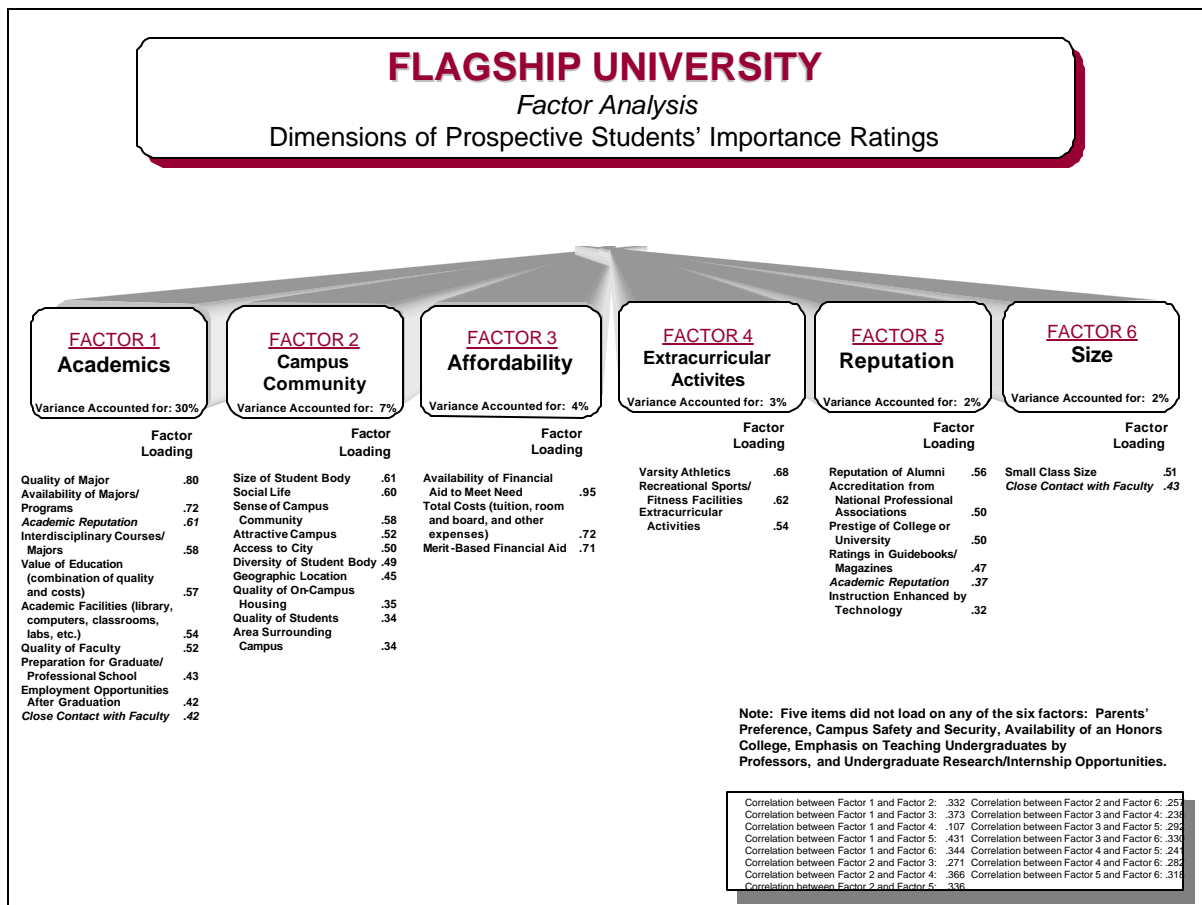 FLAGSHIP UNIVERSITY
Factor Analysis
Dimensions of Prospective Students’ Importance Ratings
FACTOR 1
Academics
Variance Accounted for: 30%
Factor
Loading
Quality of Major .80
Availability of Majors/
Programs .72
Academic Reputation .61
Interdisciplinary Courses/
Majors .58
Value of Education
(combination of quality
and costs) .57
Academic Facilities (library,
computers, classrooms,
labs, etc.) .54
Quality of Faculty .52
Preparation for Graduate/
Professional School .43
Employment Opportunities
After Graduation .42
Close Contact with Faculty .42
FACTOR 2
Campus
Community
Variance Accounted for: 7%
Factor
Loading
Size of Student Body .61
Social Life .60
Sense of Campus
Community .58
Attractive Campus .52
Access to City .50
Diversity of Student Body .49
Geographic Location .45
Quality of On-Campus
Housing .35
Quality of Students .34
Area Surrounding
Campus .34
FACTOR 3
Affordability
Variance Accounted for: 4%
Factor
Loading
Availability of Financial
Aid to Meet Need .95
Total Costs (tuition, room
and board, and other
expenses) .72
Merit-Based Financial Aid .71
FACTOR 4
Extracurricular
Activites
Variance Accounted for: 3%
Factor
Loading
Varsity Athletics .68
Recreational Sports/
Fitness Facilities .62
Extracurricular
Activities .54
FACTOR 5
Reputation
Variance Accounted for: 2%
Factor
Loading
Reputation of Alumni .56
Accreditation from
National Professional
Associations .50
Prestige of College or
University .50
Ratings in Guidebooks/
Magazines .47
Academic Reputation .37
Instruction Enhanced by
Technology .32
FACTOR 6
Size
Variance Accounted for: 2%
Factor
Loading
Small Class Size .51
Close Contact with Faculty .43
Note: Five items did not load on any of the six factors: Parents’
Preference, Campus Safety and Security, Availability of an Honors
College, Emphasis on Teaching Undergraduates by
Professors, and Undergraduate Research/Internship Opportunities.
Correlation between Factor 1 and Factor 2: .332 Correlation between Factor 2 and Factor 6: .257
Correlation between Factor 1 and Factor 3: .373 Correlation between Factor 3 and Factor 4: .238
Correlation between Factor 1 and Factor 4: .107 Correlation between Factor 3 and Factor 5: .292
Correlation between Factor 1 and Factor 5: .431 Correlation between Factor 3 and Factor 6: .330
Correlation between Factor 1 and Factor 6: .344 Correlation between Factor 4 and Factor 5: .241
Correlation between Factor 2 and Factor 3: .271 Correlation between Factor 4 and Factor 6: .282
Correlation between Factor 2 and Factor 4: .366 Correlation between Factor 5 and Factor 6: .318
Correlation between Factor 2 and Factor 5: .336